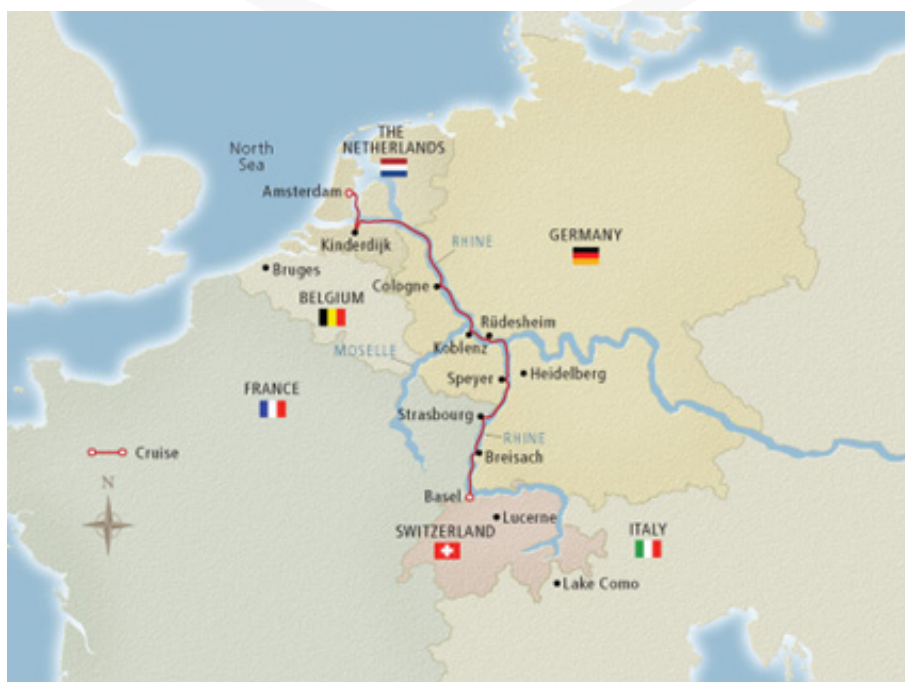 North
Sea
THE
NETHERLANDS
Amsterdam
Kinderdijk
RHINE
GERMANY
Bruges
Cologne
BELGIUM
Rüdesheim
Koblenz
MOSELLE
Speyer
Heidelberg
FRANCE
Strasbourg
RHINE
Cruise
Breisach
N
Basel
Lucerne
SWITZERLAND
ITALY
Lake Como